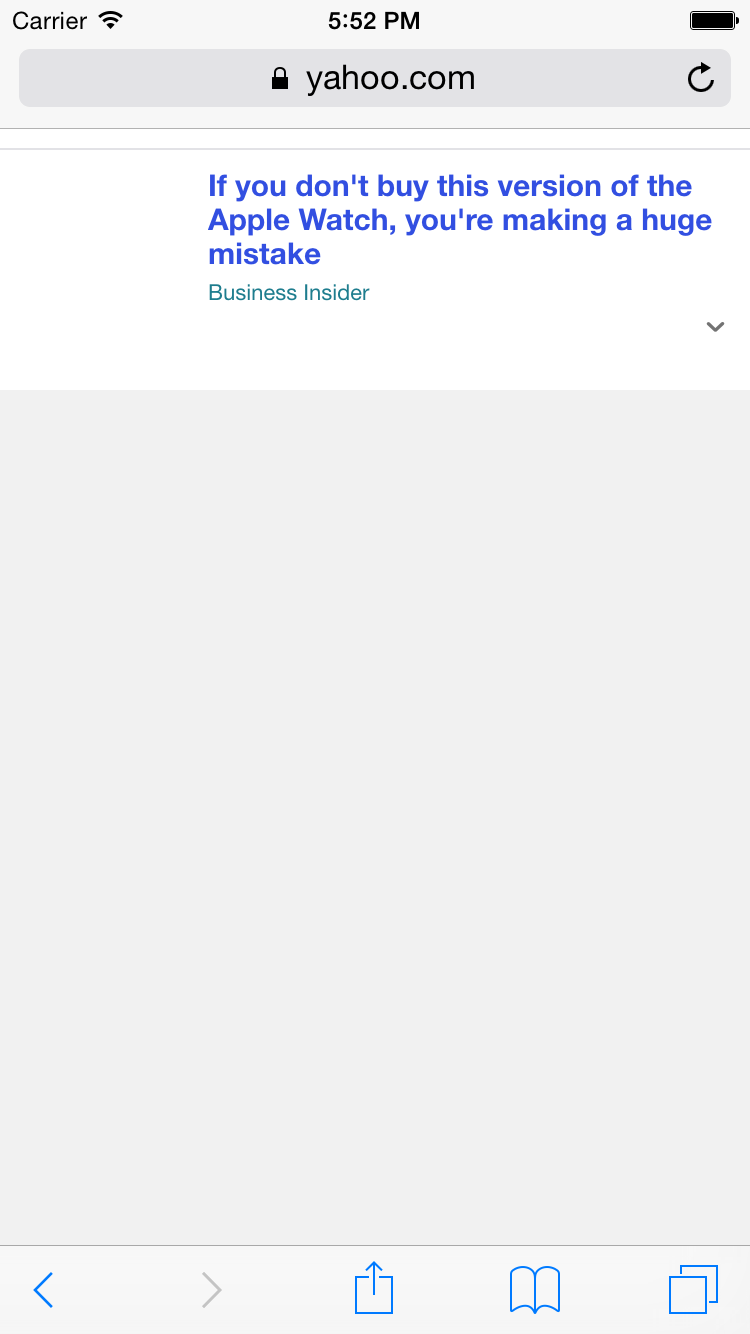 Carrier 5:52 PM
yahoo.com
If you don't buy this version of the
Apple Watch, you're making a huge
mistake
Business Insider